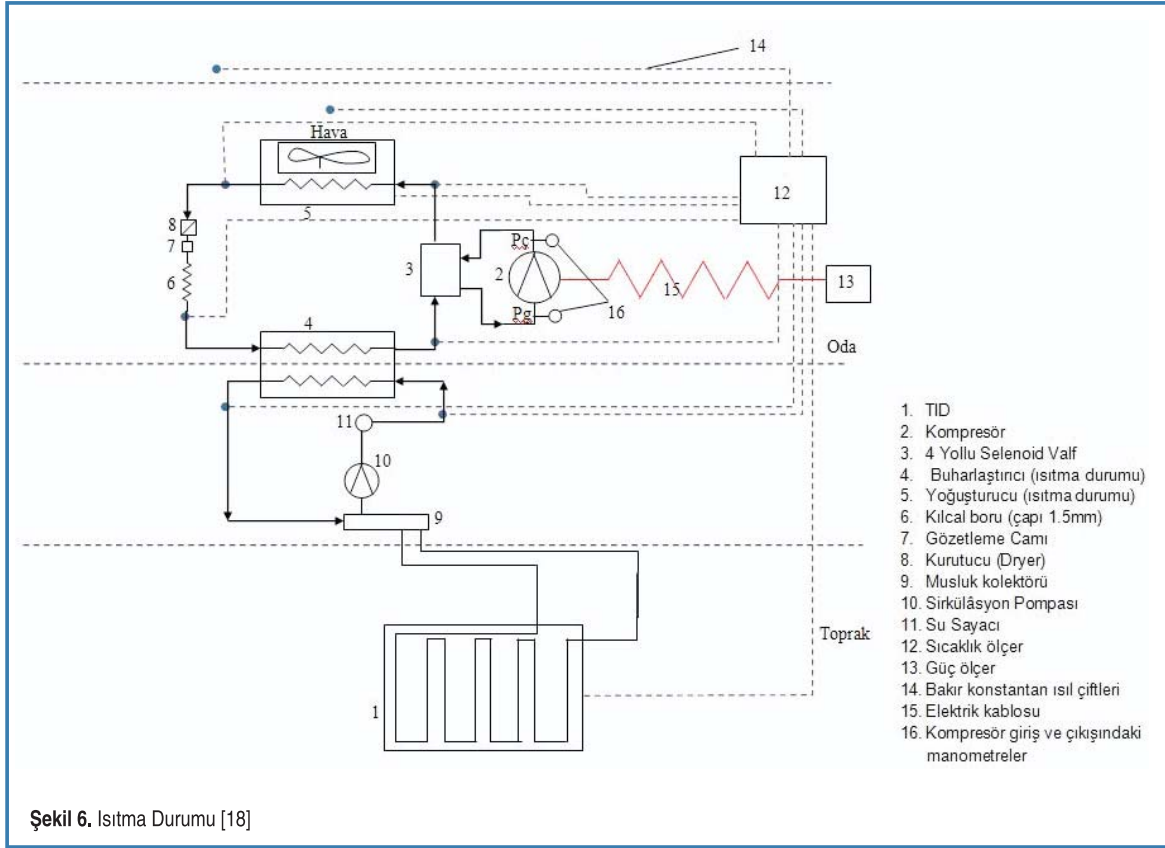 14
Hava
12
5
8
7
6
3
Pç
2
15
13
Pg
16
4
Oda
11
10
9
Toprak
1
1. TID
2. Kompresör
3. 4 Yollu Selenoid Valf
4. Buharlaştırıcı (ısıtma durumu)
5. Yoğuşturucu (ısıtma durumu)
6. Kılcal boru (çapı 1.5mm)
7. Gözetleme Camı
8. Kurutucu (Dryer)
9. Musluk kolektörü
10. Sirkülâsyon Pompası
11. Su Sayacı
12. Sıcaklık ölçer
13. Güç ölçer
14. Bakır konstantan ısıl çiftleri
15. Elektrik kablosu
16. Kompresör giriş ve çıkışındaki
manometreler
Şekil 6. Isıtma Durumu [18]